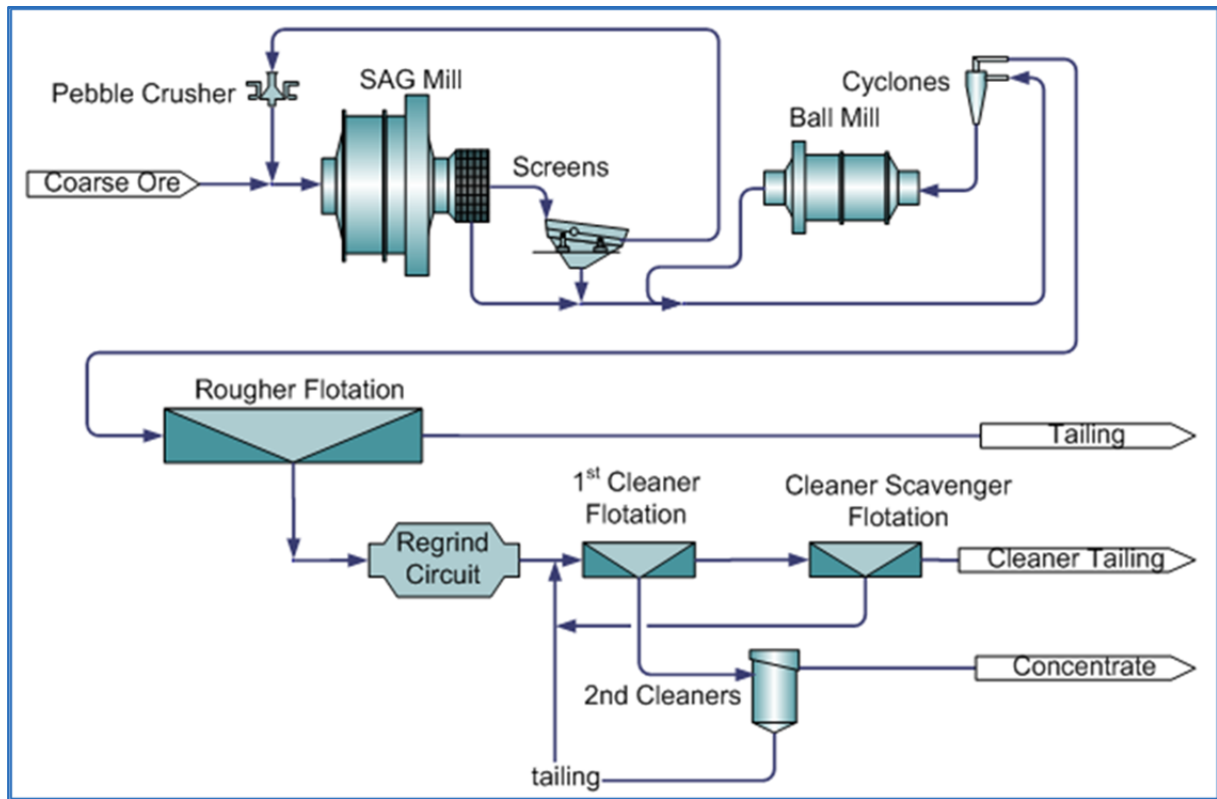 Pebble Crusher
SAG Mill
Cyclones
Ball Mill
Coarse Ore
Screens
Rougher Flotation
Tailing
1st Cleaner
Flotation
Cleaner Scavenger
Flotation
Regrind
Circuit
Cleaner Tailing
Concentrate
2nd Cleaners
tailing